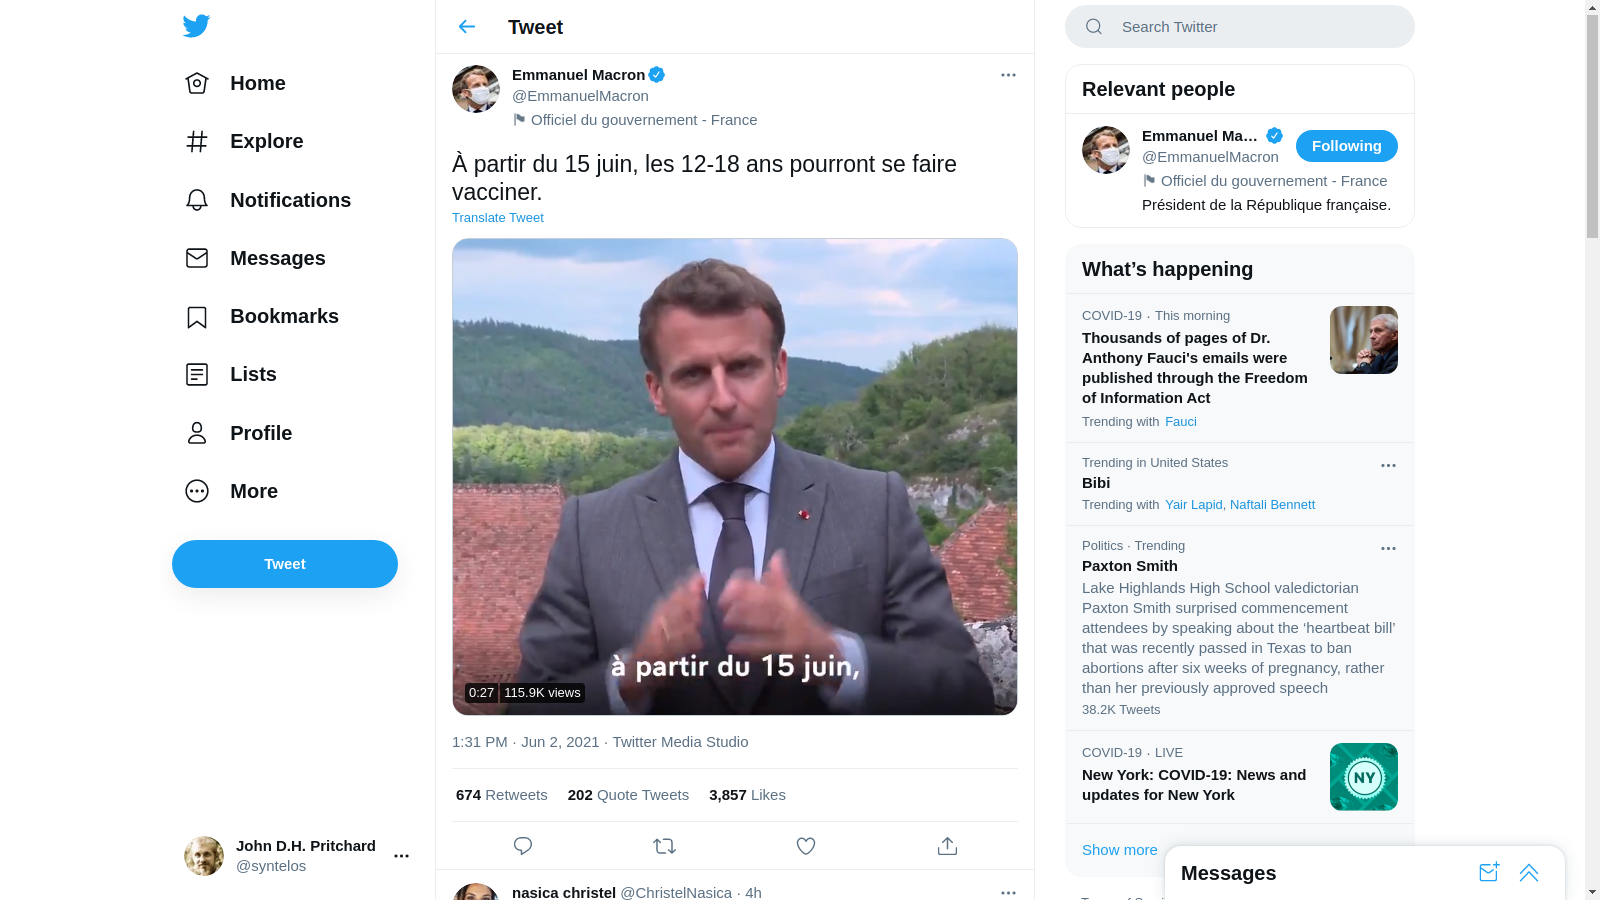 Home
Explore
Notifications
Messages
Bookmarks
Lists
Profile
More
Tweet
John D.H. Pritchard
@syntelos
Tweet
Emmanuel Macron
@EmmanuelMacron
Officiel du gouvernement - France
À partir du 15 juin, les 12-18 ans pourront se faire
vacciner.
Translate Tweet
à partir du 15 juin,
0:27 115.9K views
1:31 PM · Jun 2, 2021 · Twitter Media Studio
674 Retweets 202 Quote Tweets 3,857 Likes
nasica christel @ChristelNasica · 4h
Search Twitter
Relevant people
Emmanuel Ma...
Following
@EmmanuelMacron
Officiel du gouvernement - France
Président de la République française.
What’s happening
COVID-19 · This morning
Thousands of pages of Dr.
Anthony Fauci's emails were
published through the Freedom
of Information Act
Trending with Fauci
Trending in United States
Bibi
Trending with Yair Lapid, Naftali Bennett
Politics · Trending
Paxton Smith
Lake Highlands High School valedictorian
Paxton Smith surprised commencement
attendees by speaking about the ‘heartbeat bill’
that was recently passed in Texas to ban
abortions after six weeks of pregnancy, rather
than her previously approved speech
38.2K Tweets
COVID-19 · LIVE
New York: COVID-19: News and
updates for New York
NY
Show more
Messages